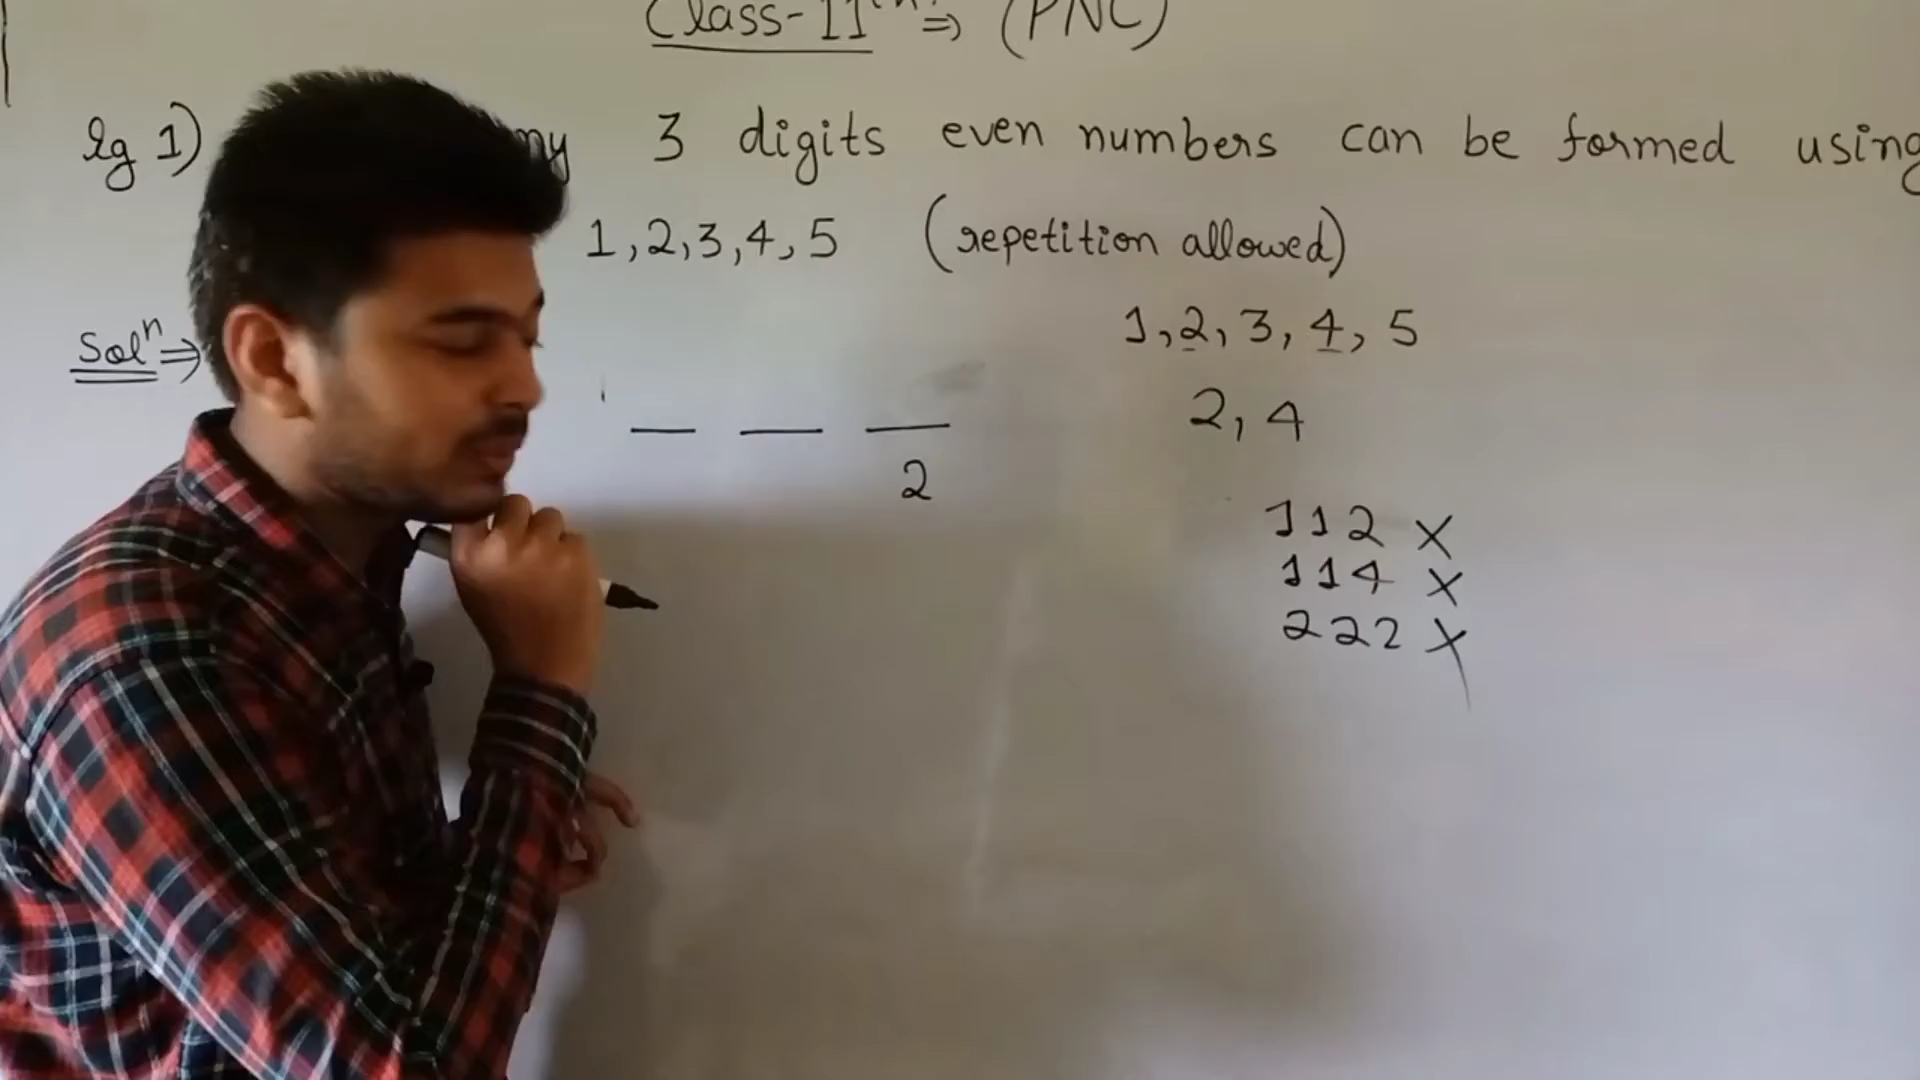 Class-11th ⇒ (PNC)
Eg 1) 3 digits even numbers can be formed using
1,2,3,4,5 (repetition allowed)
Solⁿ ⇒
1,2,3,4,5
2,4
2
112 X
114 X
222 X